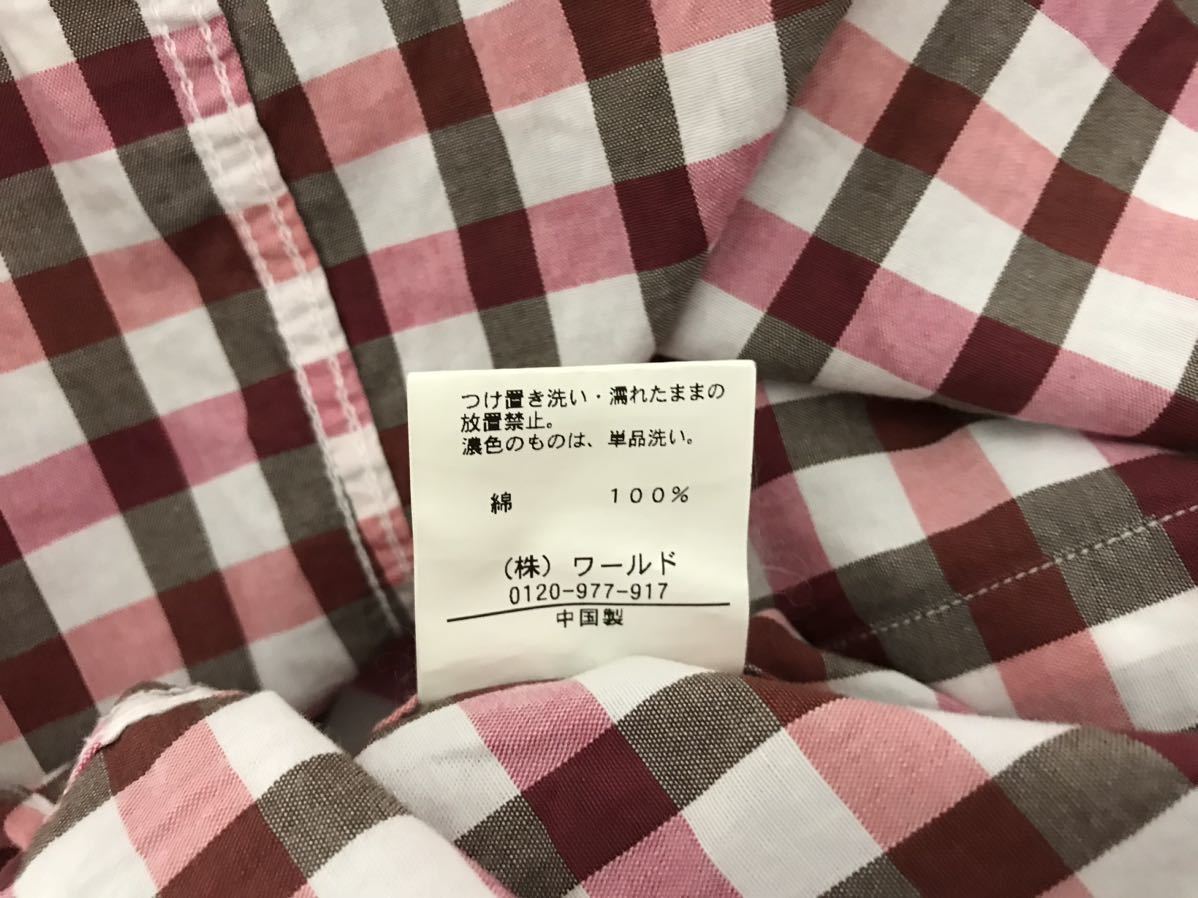 つけ置き洗い・濡れたままの
放置禁止。
濃色のものは、単品洗い。
綿 100%
(株) ワールド
0120-977-917
中国製